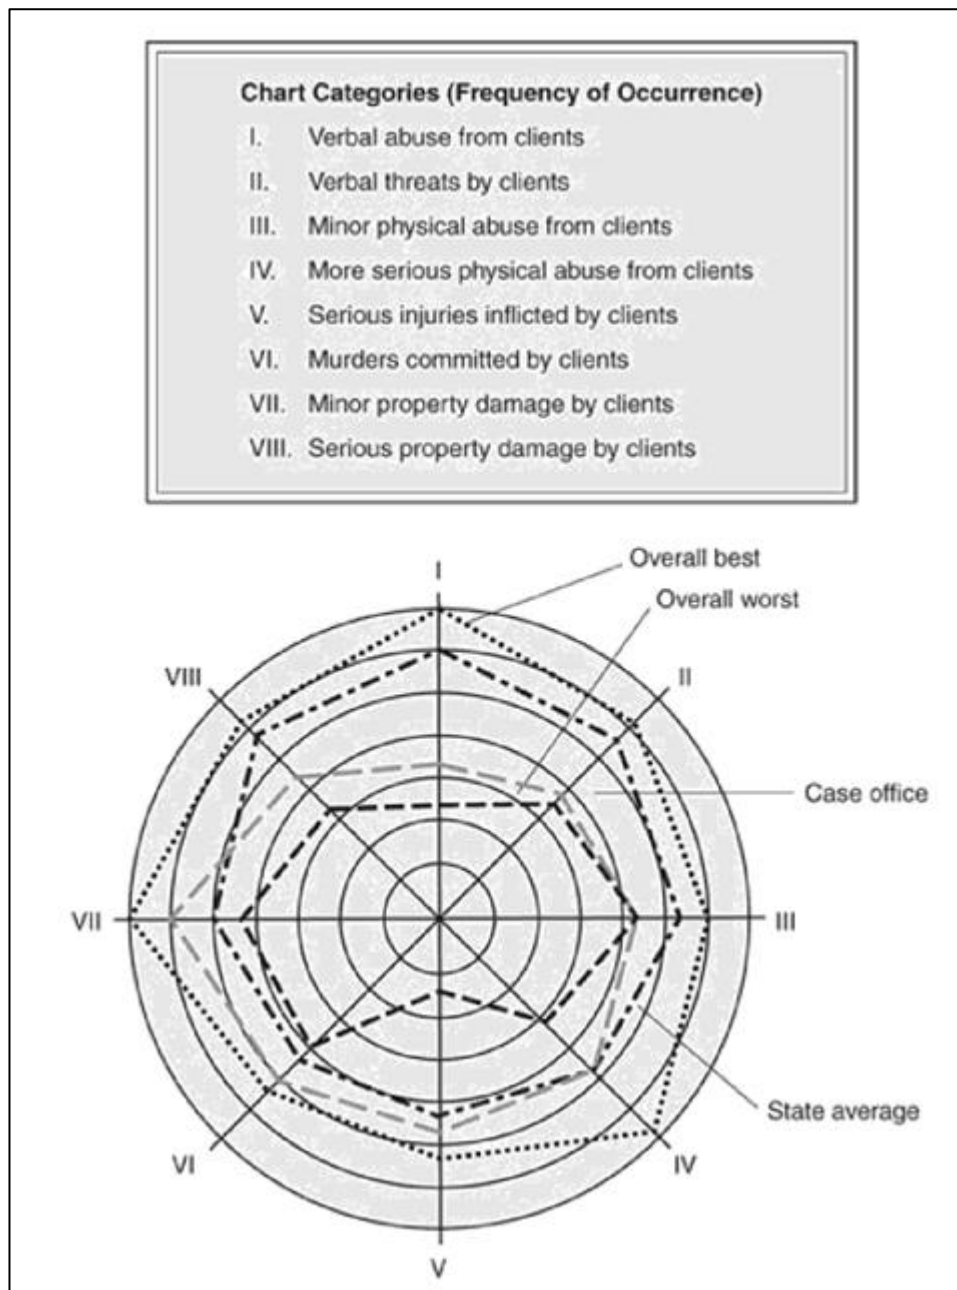 Chart Categories (Frequency of Occurrence)
I. Verbal abuse from clients
II. Verbal threats by clients
III. Minor physical abuse from clients
IV. More serious physical abuse from clients
V. Serious injuries inflicted by clients
VI. Murders committed by clients
VII. Minor property damage by clients
VIII. Serious property damage by clients
Overall best
I
Overall worst
VIII
II
Case office
VII
III
State average
VI
IV
V